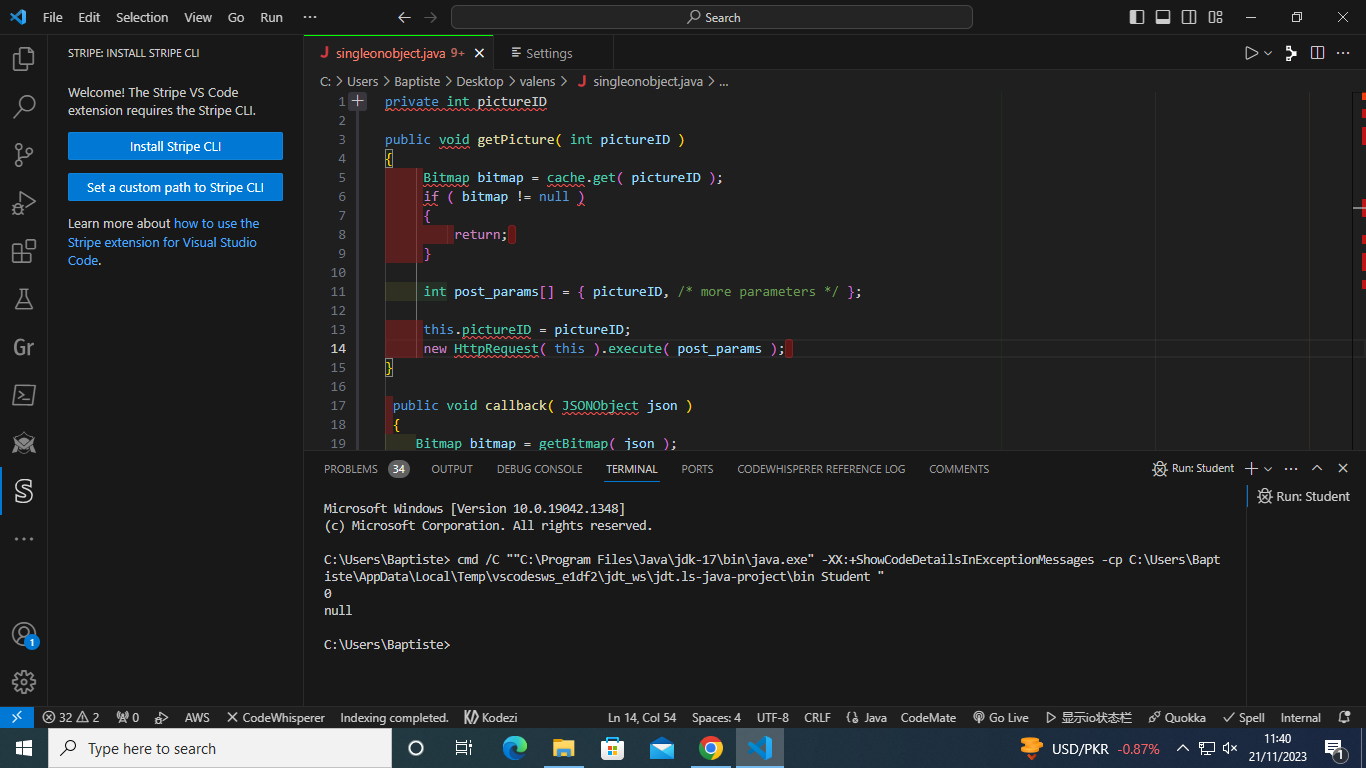 File Edit Selection View Go Run ··· Search
STRIPE: INSTALL STRIPE CLI
Welcome! The Stripe VS Code
extension requires the Stripe CLI.
Install Stripe CLI
Set a custom path to Stripe CLI
Learn more about how to use the
Stripe extension for Visual Studio
Code.
Gr
singleonobject.java 9+ Settings
C: > Users > Baptiste > Desktop > valens > singleonobject.java > ...
1 private int pictureID
2
3 public void getPicture( int pictureID )
4 {
5 Bitmap bitmap = cache.get( pictureID );
6 if ( bitmap != null )
7 {
8 return;
9 }
10
11 int post_params[] = { pictureID, /* more parameters */ };
12
13 this.pictureID = pictureID;
14 new HttpRequest( this ).execute( post_params );
15 }
16
17 public void callback( JSONObject json )
18 {
19 Bitmap bitmap = getBitmap( json );
PROBLEMS 34 OUTPUT DEBUG CONSOLE TERMINAL PORTS CODEWHISPERER REFERENCE LOG COMMENTS Run: Student
Run: Student
Microsoft Windows [Version 10.0.19042.1348]
(c) Microsoft Corporation. All rights reserved.
C:\Users\Baptiste> cmd /C ""C:\Program Files\Java\jdk-17\bin\java.exe" -XX:+ShowCodeDetailsInExceptionMessages -cp C:\Users\Bapt
iste\AppData\Local\Temp\vscodesws_e1df2\jdt_ws\jdt.ls-java-project\bin Student "
0
null
C:\Users\Baptiste>
1
32 2 0 AWS CodeWhisperer Indexing completed. Kodezi Ln 14, Col 54 Spaces: 4 UTF-8 CRLF Java CodeMate Go Live 显示io状态栏 Quokka Spell Internal
Type here to search USD/PKR -0.87% 11:40
21/11/2023 1